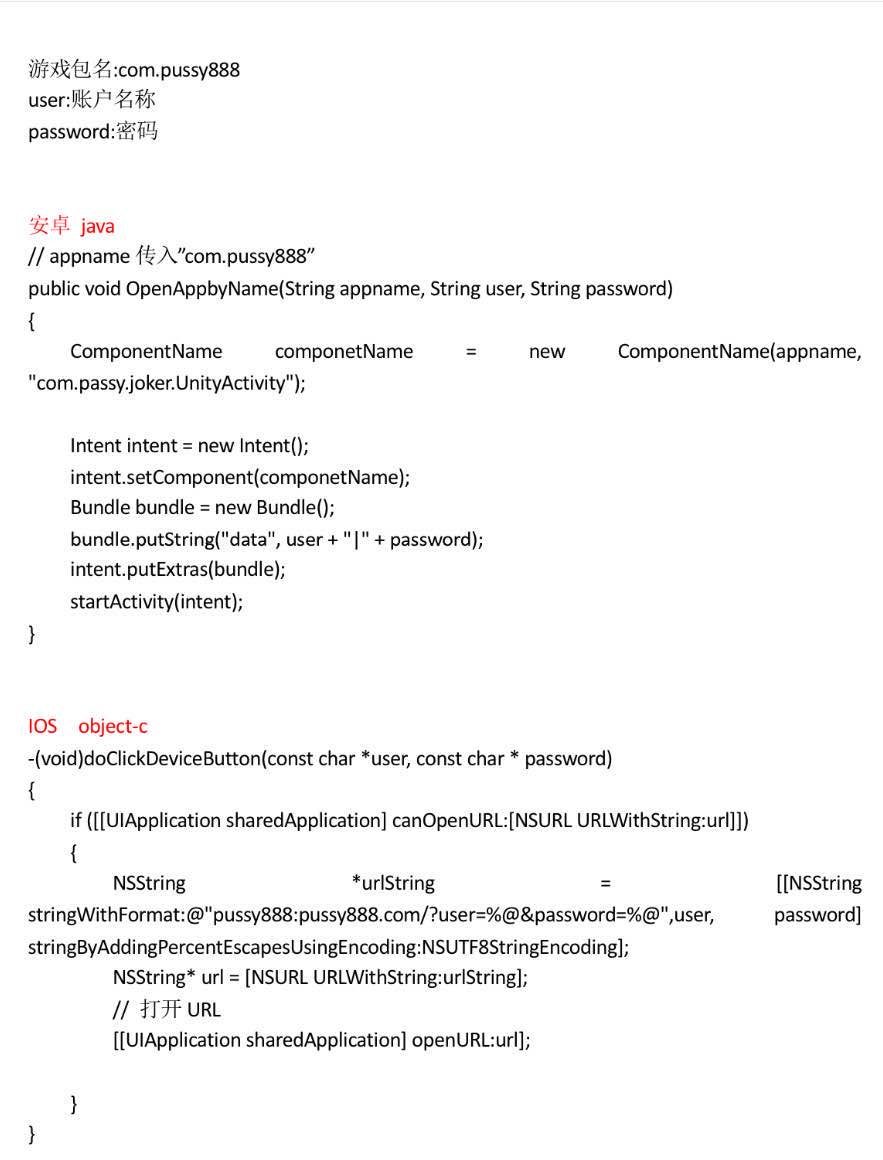 游戏包名:com.pussy888
user:账户名称
password:密码
安卓 java
// appname 传入”com.pussy888”
public void OpenAppbyName(String appname, String user, String password)
{
ComponentName componetName = new ComponentName(appname,
"com.passy.joker.UnityActivity");
Intent intent = new Intent();
intent.setComponent(componetName);
Bundle bundle = new Bundle();
bundle.putString("data", user + "|" + password);
intent.putExtras(bundle);
startActivity(intent);
}
IOS object-c
-(void)doClickDeviceButton(const char *user, const char * password)
{
if ([[UIApplication sharedApplication] canOpenURL:[NSURL URLWithString:url]])
{
NSString *urlString = [[NSString
stringWithFormat:@"pussy888:pussy888.com/?user=%@&password=%@",user, password]
stringByAddingPercentEscapesUsingEncoding:NSUTF8StringEncoding];
NSString* url = [NSURL URLWithString:urlString];
// 打开 URL
[[UIApplication sharedApplication] openURL:url];
}
}